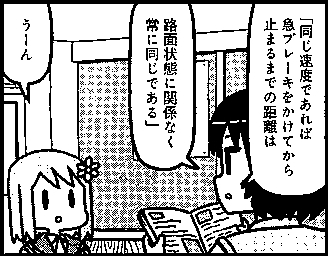 「同じ速度であれば
急ブレーキをかけてから
止まるまでの距離は
路面状態に関係なく
常に同じである」
うーん